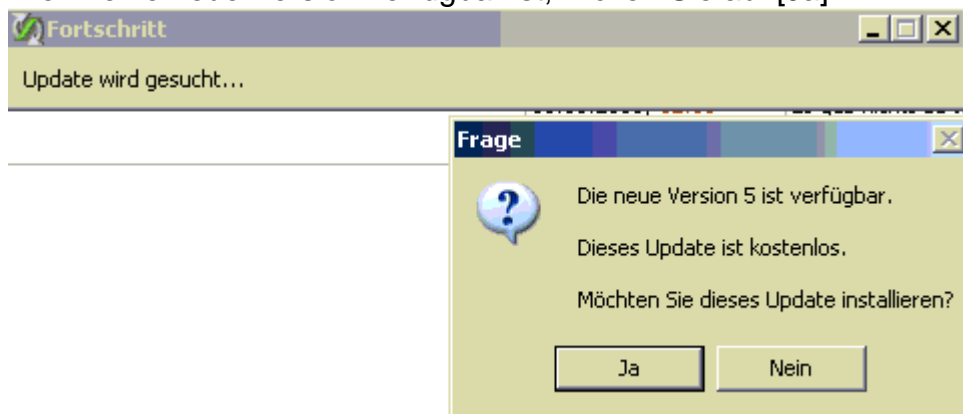 Fortschritt
Update wird gesucht...
Frage
Die neue Version 5 ist verfügbar.
Dieses Update ist kostenlos.
Möchten Sie dieses Update installieren?
Ja
Nein